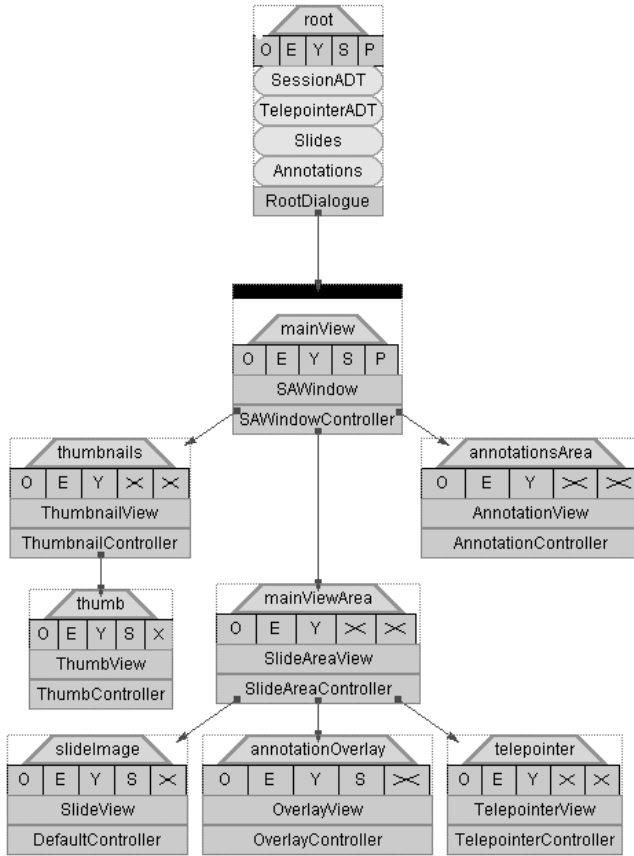 root
O E Y S P
SessionADT
TelepointerADT
Slides
Annotations
RootDialogue
mainView
O E Y S P
SAWindow
SAWindowController
thumbnails
O E Y X X
ThumbnailView
ThumbnailController
annotationsArea
O E Y X X
AnnotationView
AnnotationController
thumb
O E Y S X
ThumbView
ThumbController
mainViewArea
O E Y X X
SlideAreaView
SlideAreaController
slideImage
O E Y S X
SlideView
DefaultController
annotationOverlay
O E Y S X
OverlayView
OverlayController
telepointer
O E Y X X
TelepointerView
TelepointerController